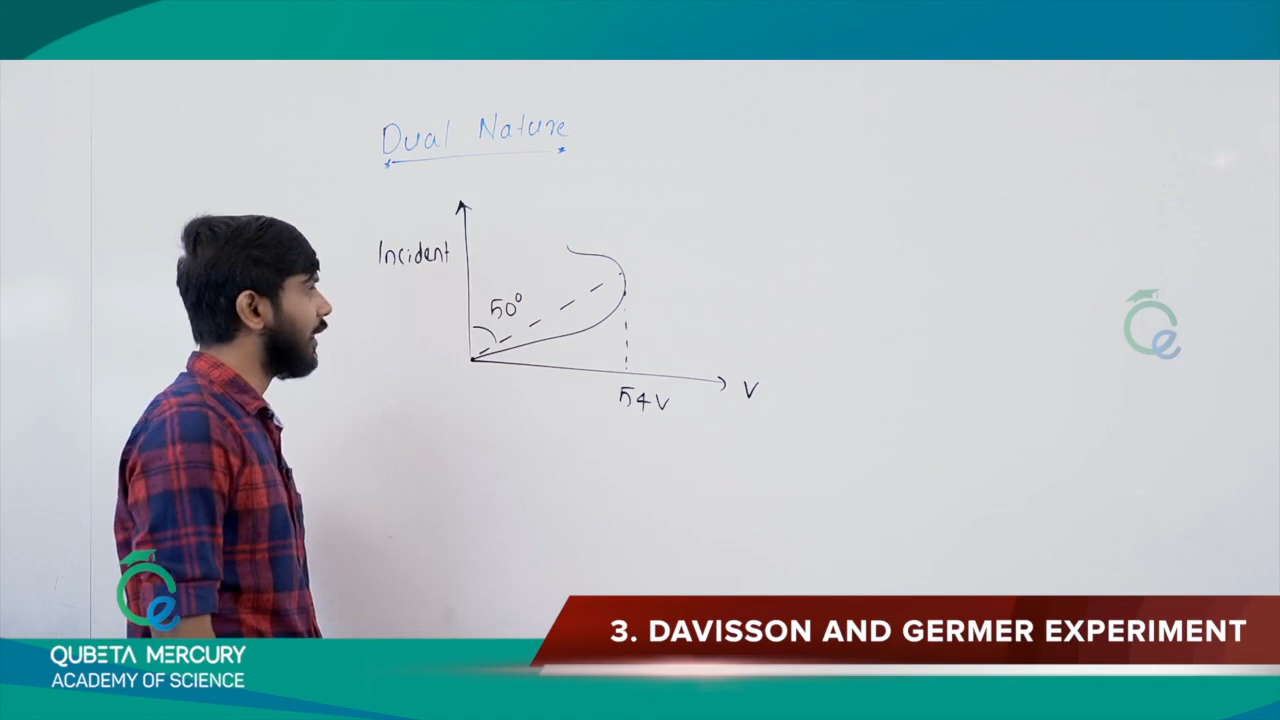 Dual Nature
Incident
50°
54V
V
3. DAVISSON AND GERMER EXPERIMENT
QUBETA MERCURY
ACADEMY OF SCIENCE